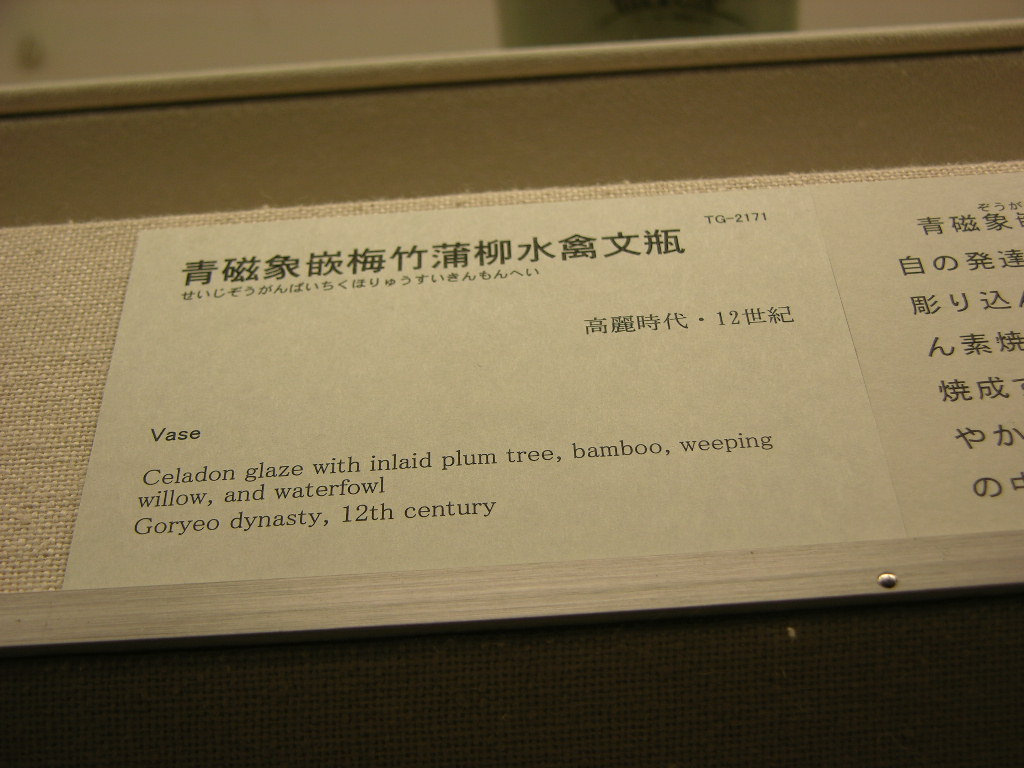 TG-2171
青磁象嵌梅竹蒲柳水禽文瓶
せいじぞうがんばいちくほりゅうすいきんもんへい
高麗時代・12世紀
Vase
Celadon glaze with inlaid plum tree, bamboo, weeping
willow, and waterfowl
Goryeo dynasty, 12th century
ぞうが
青磁象
自の発達
彫り込
ん素焼
焼成
やか
の